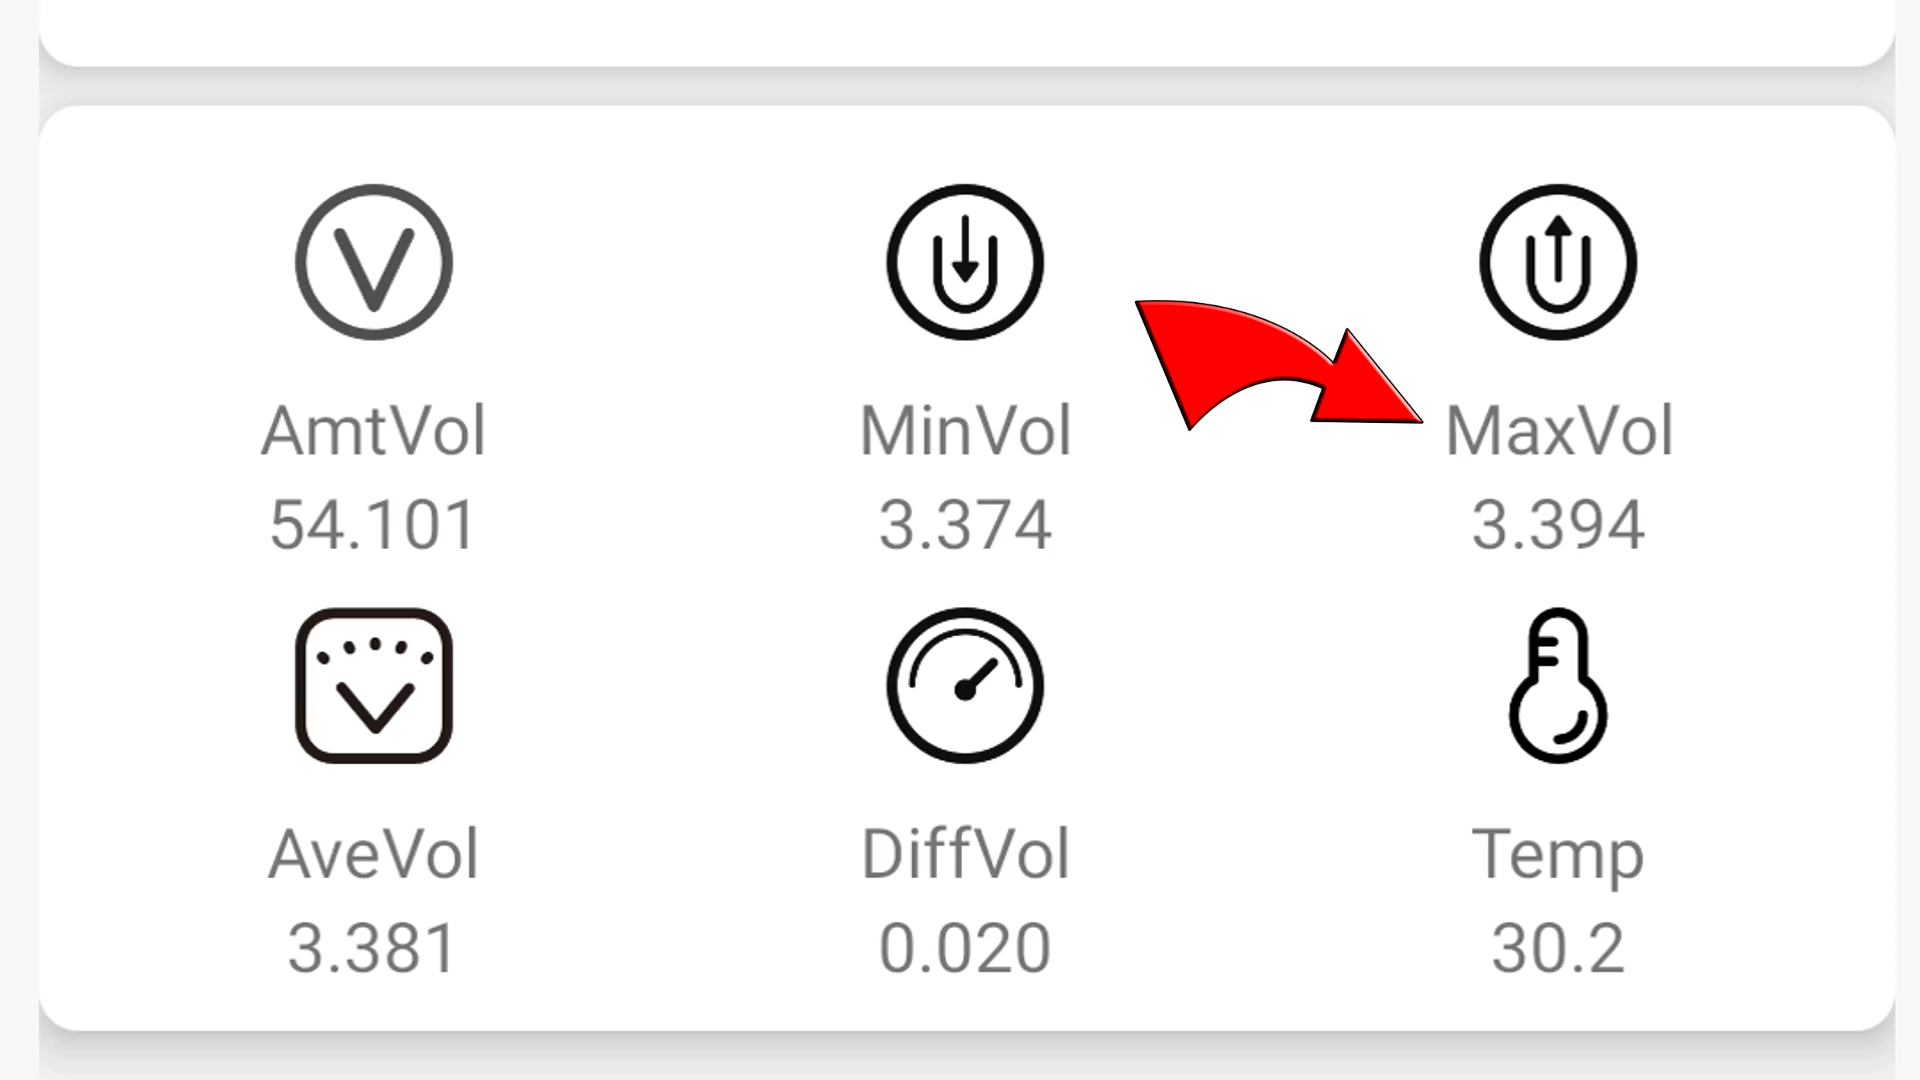 AmtVol
54.101
MinVol
3.374
MaxVol
3.394
AveVol
3.381
DiffVol
0.020
Temp
30.2